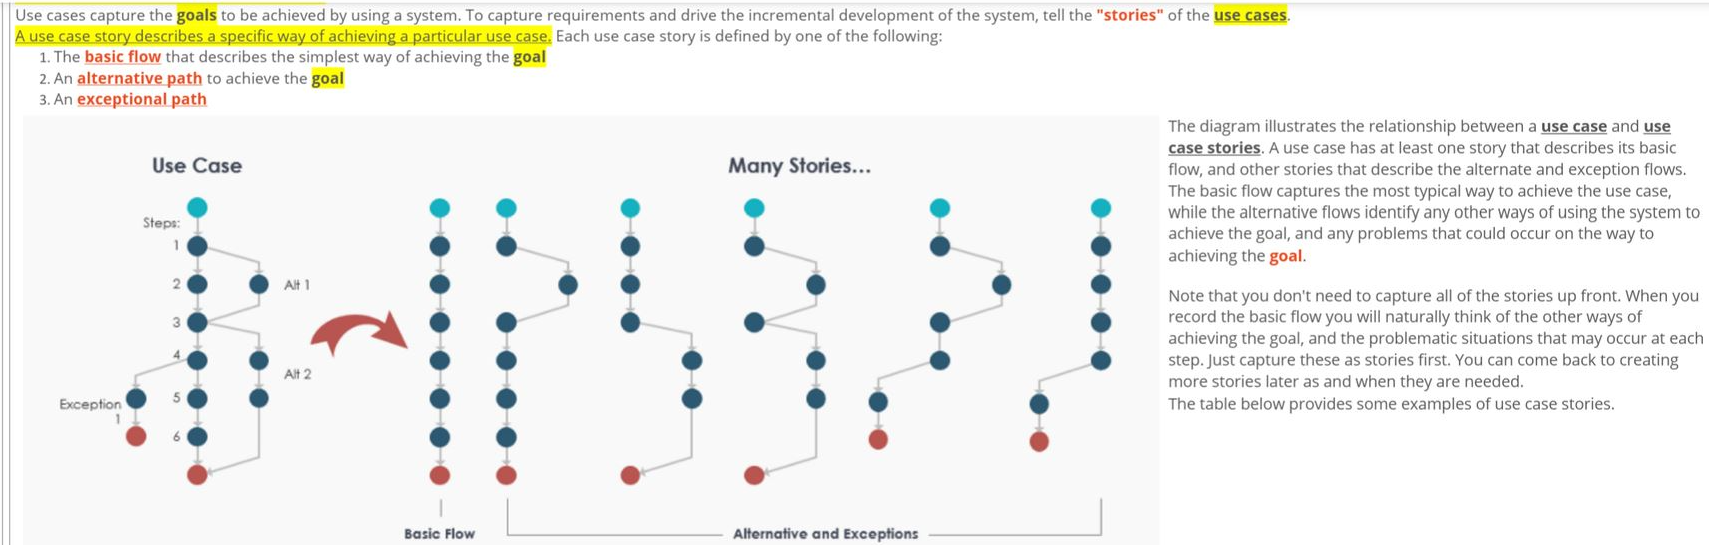 Use cases capture the goals to be achieved by using a system. To capture requirements and drive the incremental development of the system, tell the "stories" of the use cases.
A use case story describes a specific way of achieving a particular use case. Each use case story is defined by one of the following:
1. The basic flow that describes the simplest way of achieving the goal
2. An alternative path to achieve the goal
3. An exceptional path
Use Case
Steps:
1
2
Alt 1
3
4
Alt 2
Exception
1
5
6
Many Stories...
Basic Flow
Alternative and Exceptions
The diagram illustrates the relationship between a use case and use
case stories. A use case has at least one story that describes its basic
flow, and other stories that describe the alternate and exception flows.
The basic flow captures the most typical way to achieve the use case,
while the alternative flows identify any other ways of using the system to
achieve the goal, and any problems that could occur on the way to
achieving the goal.
Note that you don't need to capture all of the stories up front. When you
record the basic flow you will naturally think of the other ways of
achieving the goal, and the problematic situations that may occur at each
step. Just capture these as stories first. You can come back to creating
more stories later as and when they are needed.
The table below provides some examples of use case stories.